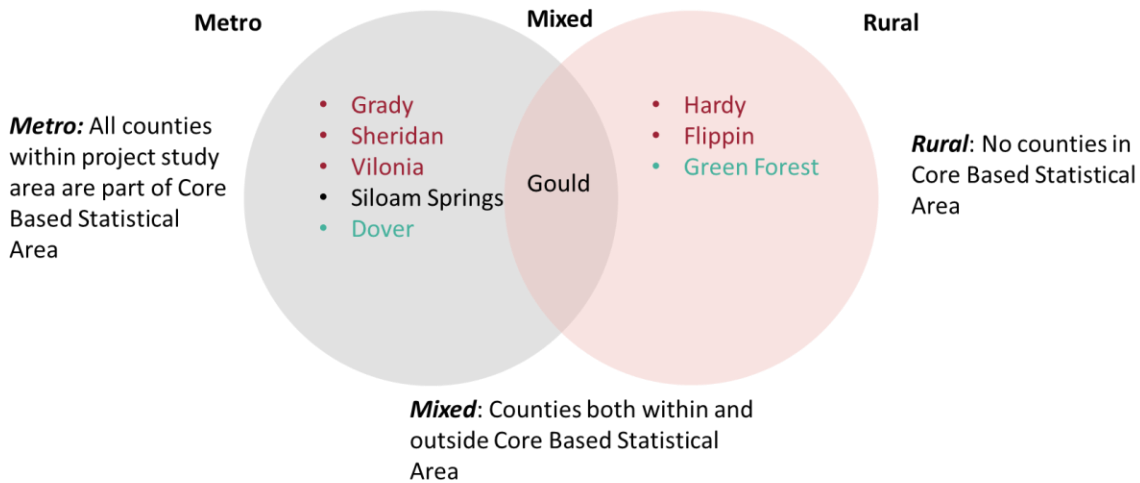 Metro
Mixed
Rural
Metro: All counties
within project study
area are part of Core
Based Statistical
Area
• Grady
• Sheridan
• Vilonia
• Siloam Springs
• Dover
Gould
• Hardy
• Flippin
• Green Forest
Rural: No counties in
Core Based Statistical
Area
Mixed: Counties both within and
outside Core Based Statistical
Area